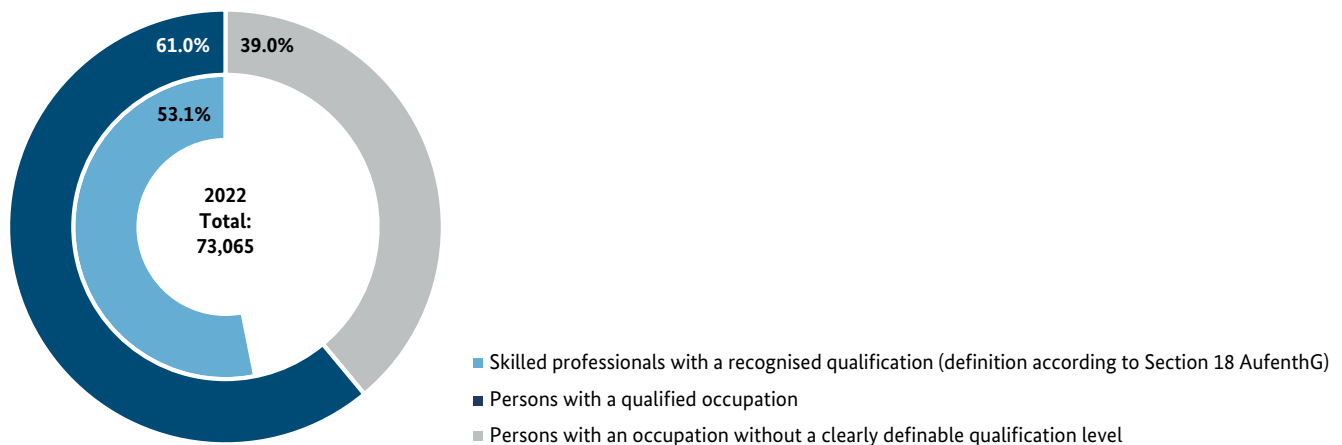 61.0%
39.0%
53.1%
2022
Total:
73,065
Skilled professionals with a recognised qualification (definition according to Section 18 AufenthG)
Persons with a qualified occupation
Persons with an occupation without a clearly definable qualification level